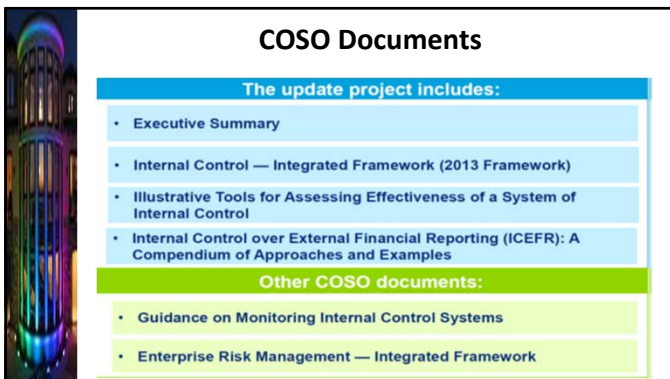 COSO Documents
The update project includes:
• Executive Summary
• Internal Control — Integrated Framework (2013 Framework)
• Illustrative Tools for Assessing Effectiveness of a System of
Internal Control
• Internal Control over External Financial Reporting (ICEFR): A
Compendium of Approaches and Examples
Other COSO documents:
• Guidance on Monitoring Internal Control Systems
• Enterprise Risk Management — Integrated Framework